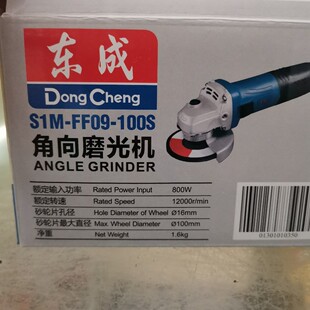 东成
DongCheng
S1M-FF09-100S
角向磨光机
ANGLE GRINDER
额定输入功率 Rated Power Input 800W
额定转速 Rated Speed 12000r/min
砂轮片孔径 Hole Diameter of Wheel Ø16mm
砂轮片最大直径 Max. Wheel Diameter Ø100mm
净重 Net Weight 1.6kg